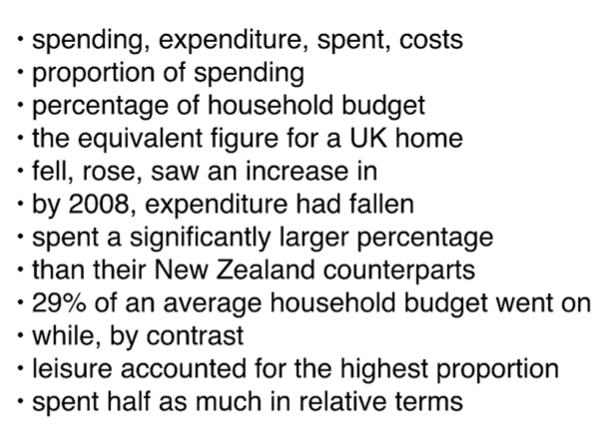 • spending, expenditure, spent, costs
• proportion of spending
• percentage of household budget
• the equivalent figure for a UK home
• fell, rose, saw an increase in
• by 2008, expenditure had fallen
• spent a significantly larger percentage
• than their New Zealand counterparts
• 29% of an average household budget went on
• while, by contrast
• leisure accounted for the highest proportion
• spent half as much in relative terms